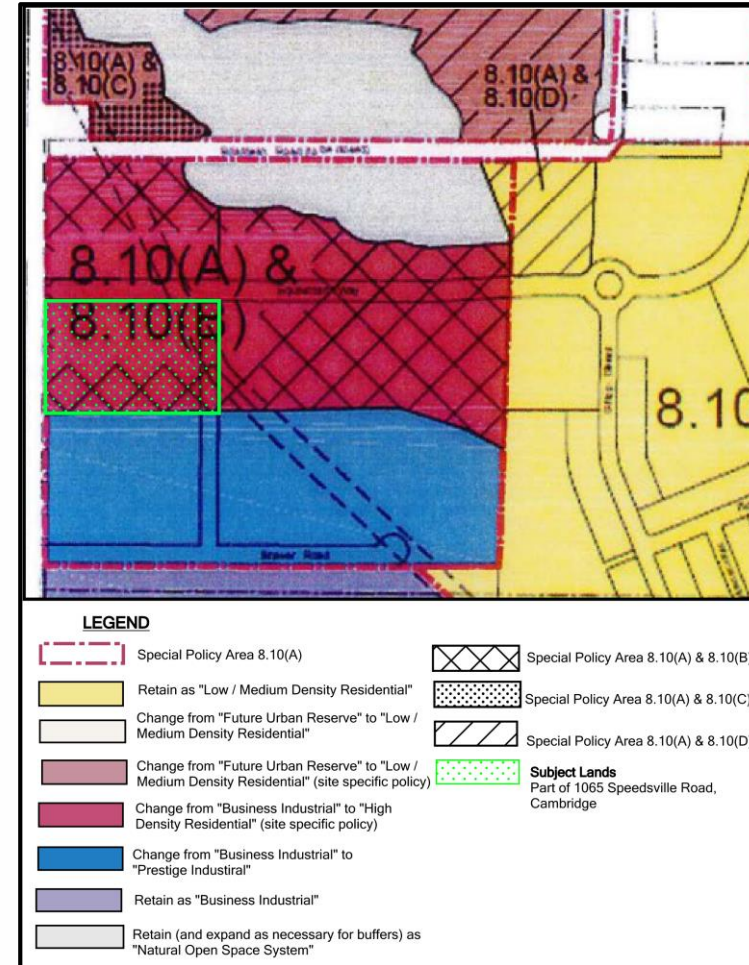 8.10(A) &
8.10(C)
8.10(A) &
8.10(D)
8.10(A) &
8.10(B)
8.10
Road
LEGEND
Special Policy Area 8.10(A)
Retain as "Low / Medium Density Residential"
Change from "Future Urban Reserve" to "Low /
Medium Density Residential"
Change from "Future Urban Reserve" to "Low /
Medium Density Residential" (site specific policy)
Change from "Business Industrial" to "High
Density Residential" (site specific policy)
Change from "Business Industrial" to
"Prestige Industiral"
Retain as "Business Industrial"
Retain (and expand as necessary for buffers) as
"Natural Open Space System"
Special Policy Area 8.10(A) & 8.10(B)
Special Policy Area 8.10(A) & 8.10(C)
Special Policy Area 8.10(A) & 8.10(D)
Subject Lands
Part of 1065 Speedsville Road,
Cambridge